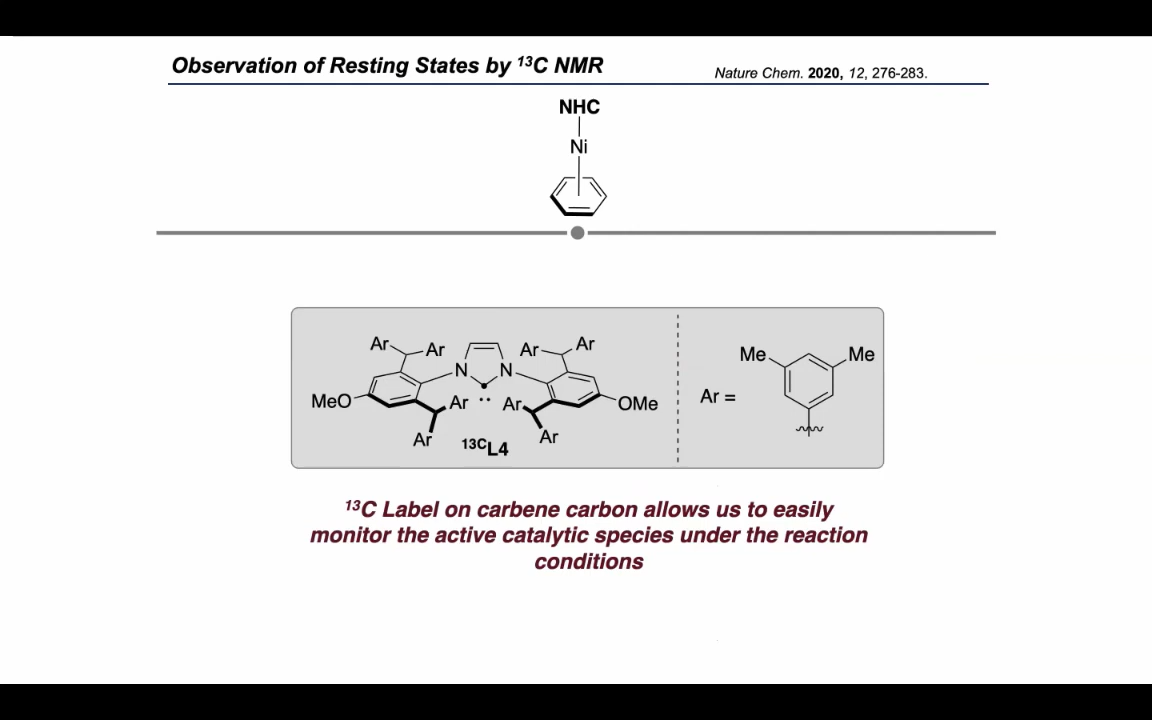 Observation of Resting States by ¹³C NMR
Nature Chem. 2020, 12, 276-283.
NHC
Ni
Ar Ar Ar Ar
N N
MeO Ar Ar OMe
Ar Ar
¹³CL4
Me Me
Ar =
¹³C Label on carbene carbon allows us to easily
monitor the active catalytic species under the reaction
conditions